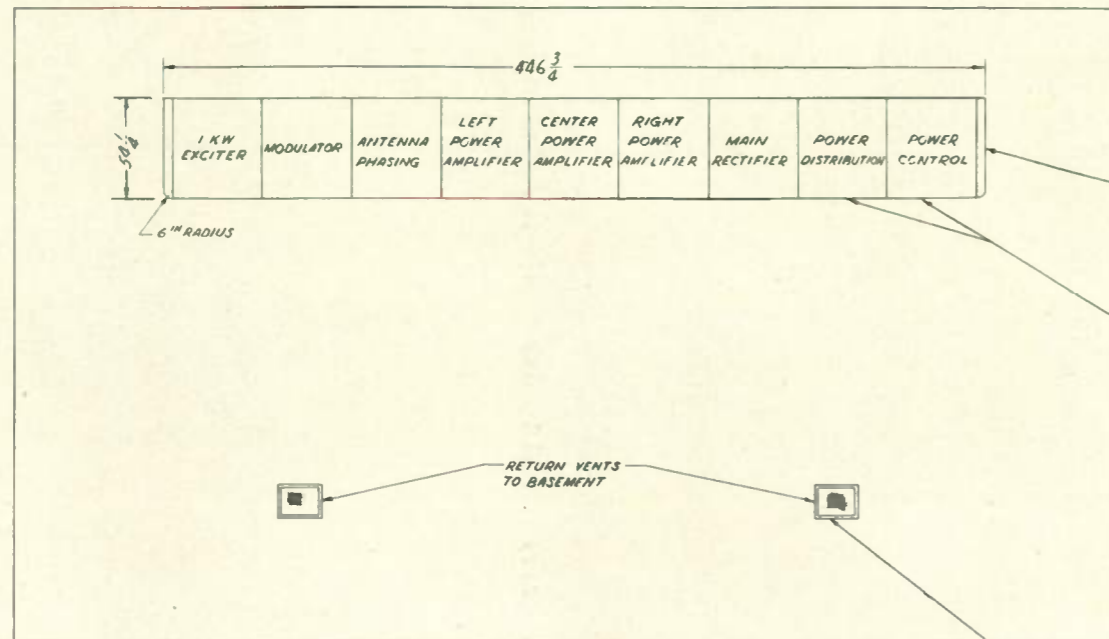 446 3/4
54 1/4
1 KW
EXCITER
MODULATOR
ANTENNA
PHASING
LEFT
POWER
AMPLIFIER
CENTER
POWER
AMPLIFIER
RIGHT
POWER
AMPLIFIER
MAIN
RECTIFIER
POWER
DISTRIBUTION
POWER
CONTROL
6 IN RADIUS
RETURN VENTS
TO BASEMENT